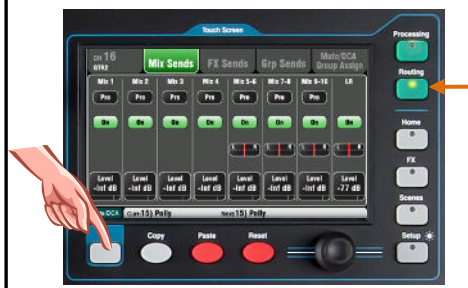 Touch Screen
CH 16
GTR2
Mix Sends
FX Sends
Grp Sends
Mute/DCA
Group Assign
Mix 1 Mix 2 Mix 3 Mix 4 Mix 5-6 Mix 7-8 Mix 9-10 LR
Pre Pre Pre Pre Pre Pre Pre
On On On On On On On On
L R L R L R L R
Level Level Level Level Level Level Level Level
-Inf dB -Inf dB -Inf dB -Inf dB -Inf dB -Inf dB -Inf dB -77 dB
/DCA Curr 15) Polly Next 15) Polly
Copy
Paste
Reset
Processing
Routing
Home
FX
Scenes
Setup